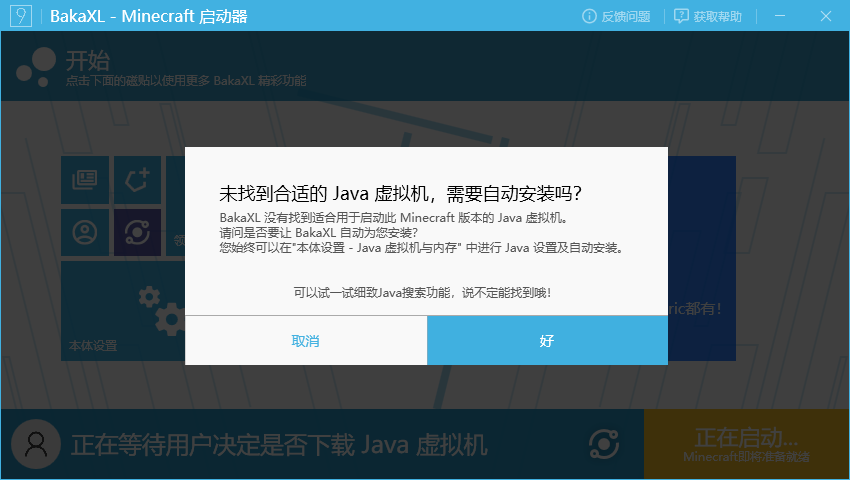 BakaXL - Minecraft 启动器
反馈问题
获取帮助
开始
点击下面的磁贴以使用更多 BakaXL 精彩功能
未找到合适的 Java 虚拟机，需要自动安装吗？
BakaXL 没有找到适合用于启动此 Minecraft 版本的 Java 虚拟机。
请问是否要让 BakaXL 自动为您安装？
您始终可以在"本体设置 - Java 虚拟机与内存" 中进行 Java 设置及自动安装。
可以试一试细致Java搜索功能，说不定能找到哦！
取消
好
领
ric都有！
本体设置
正在等待用户决定是否下载 Java 虚拟机
正在启动...
Minecraft即将准备就绪